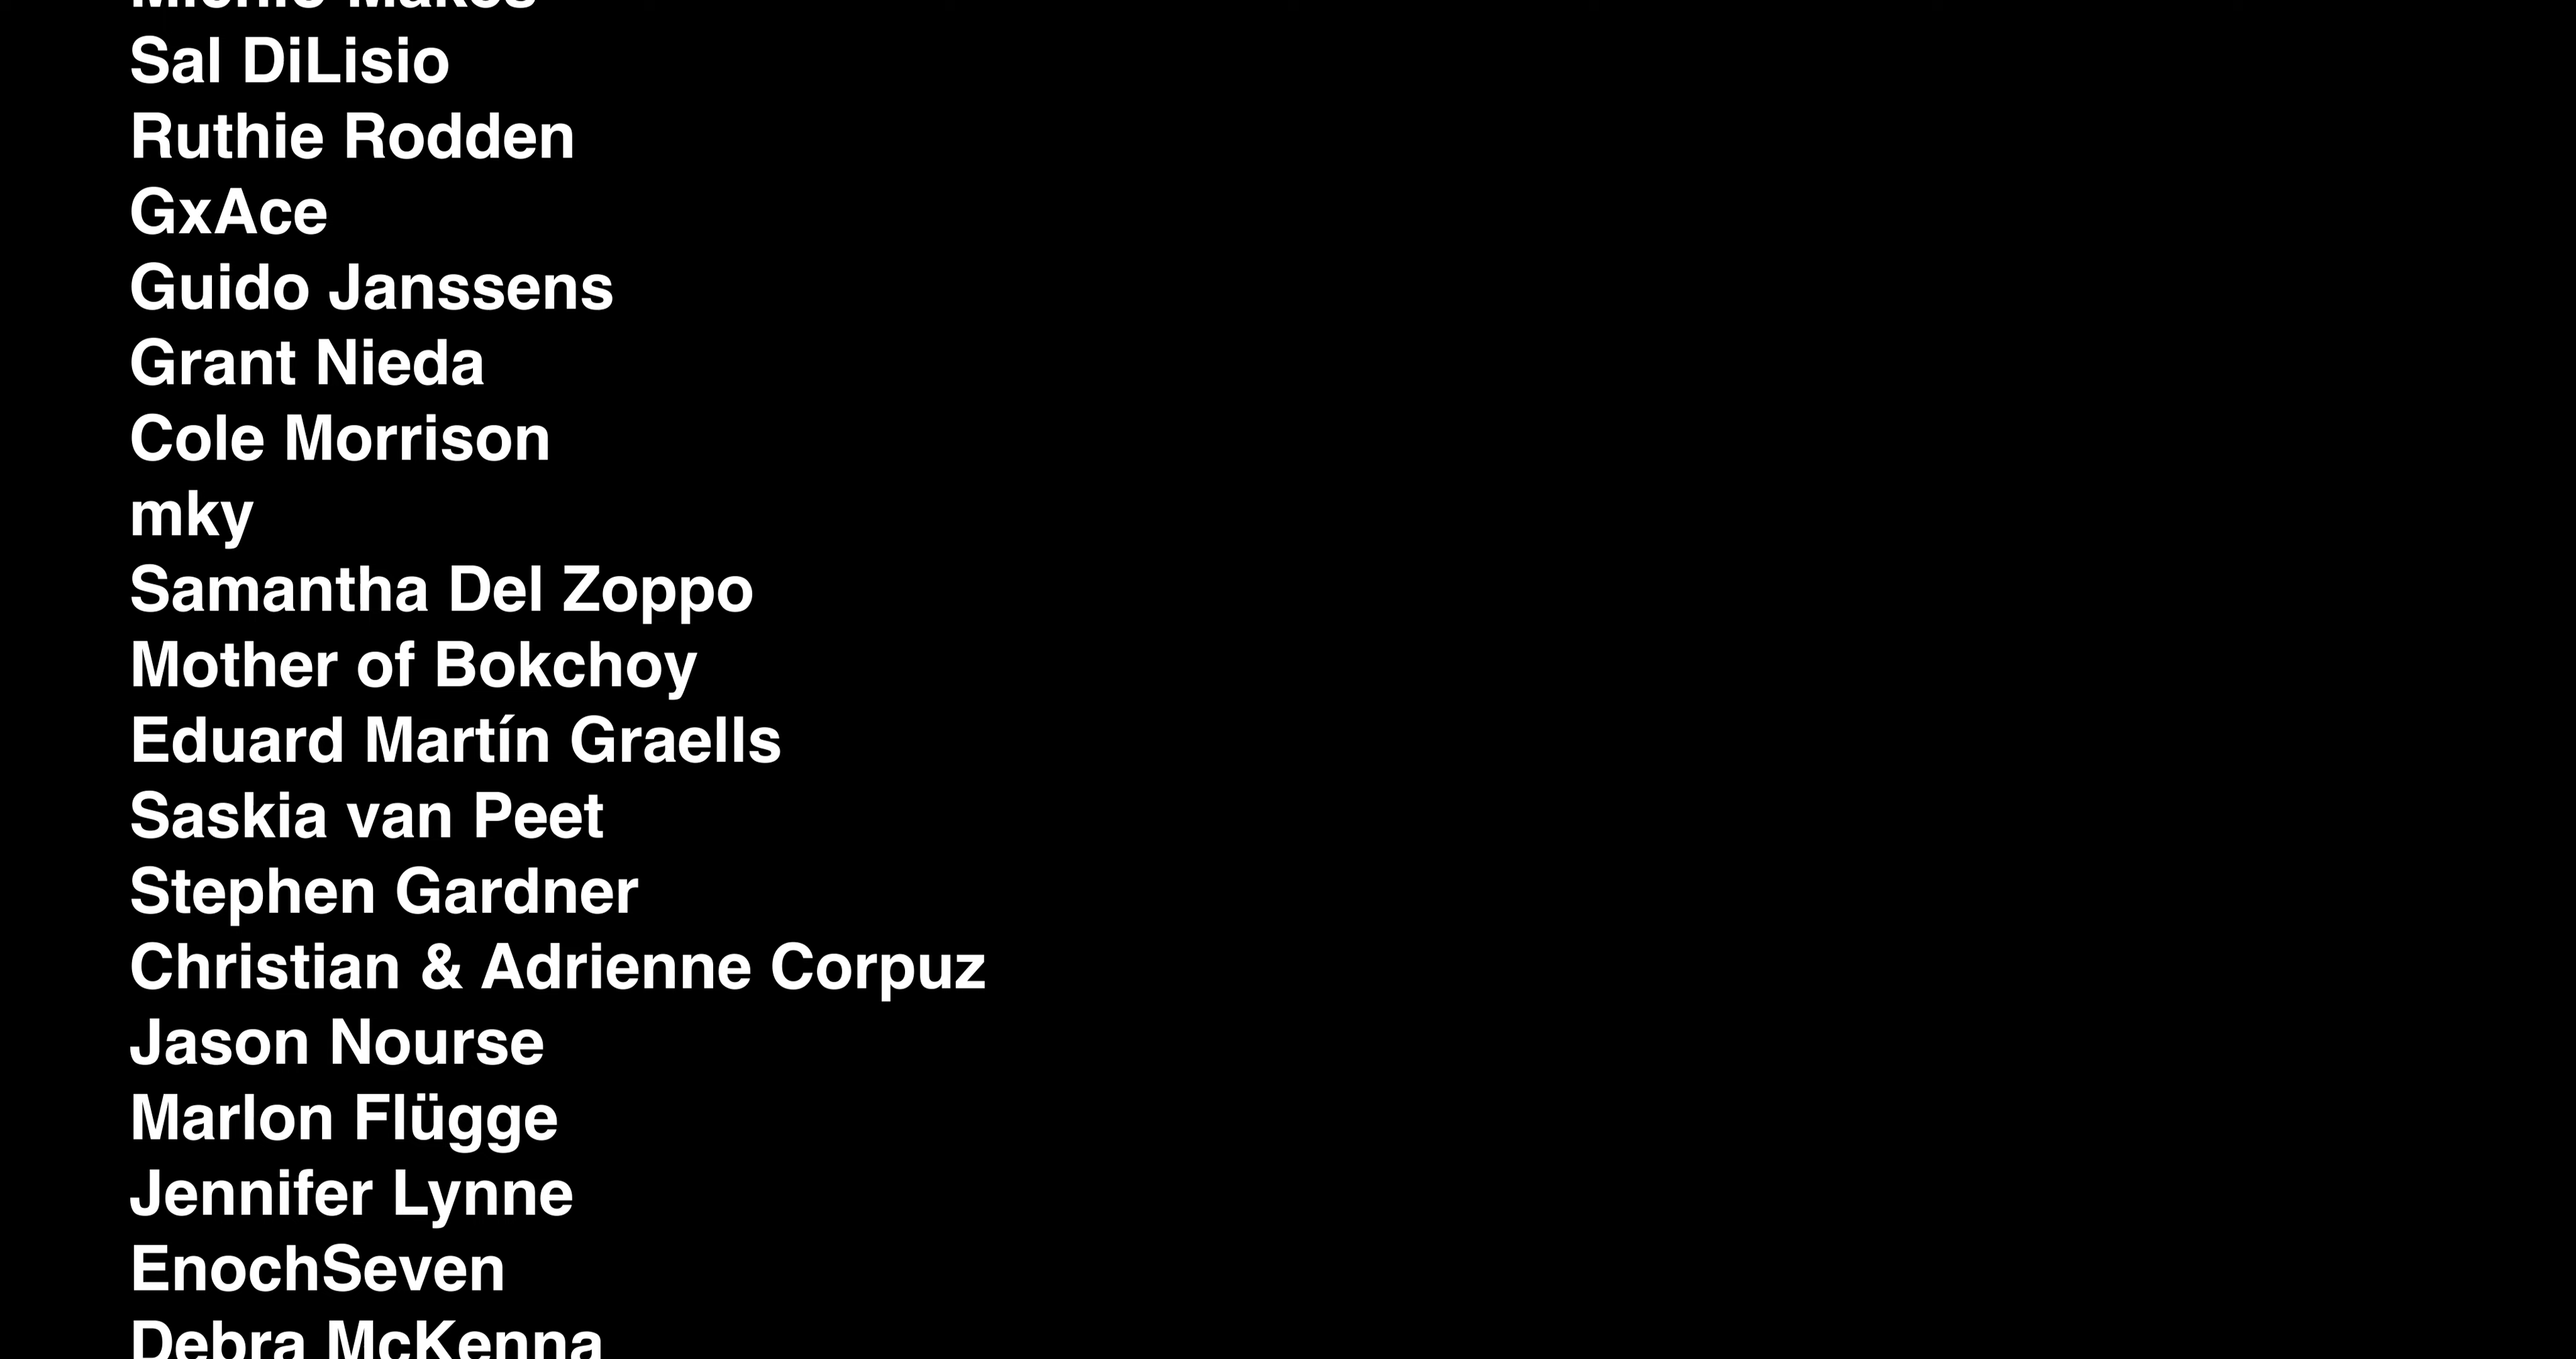 Sal DiLisio
Ruthie Rodden
GxAce
Guido Janssens
Grant Nieda
Cole Morrison
mky
Samantha Del Zoppo
Mother of Bokchoy
Eduard Martín Graells
Saskia van Peet
Stephen Gardner
Christian & Adrienne Corpuz
Jason Nourse
Marlon Flügge
Jennifer Lynne
EnochSeven
Debra McKenna